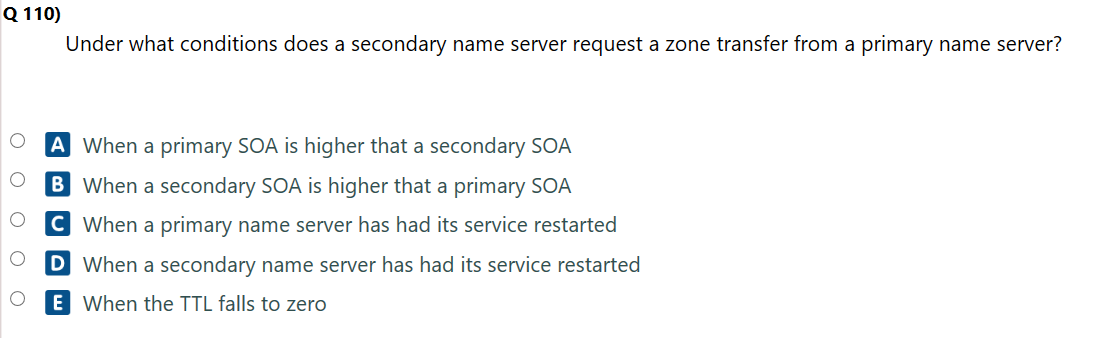 Q 110)
Under what conditions does a secondary name server request a zone transfer from a primary name server?
A When a primary SOA is higher that a secondary SOA
B When a secondary SOA is higher that a primary SOA
C When a primary name server has had its service restarted
D When a secondary name server has had its service restarted
E When the TTL falls to zero